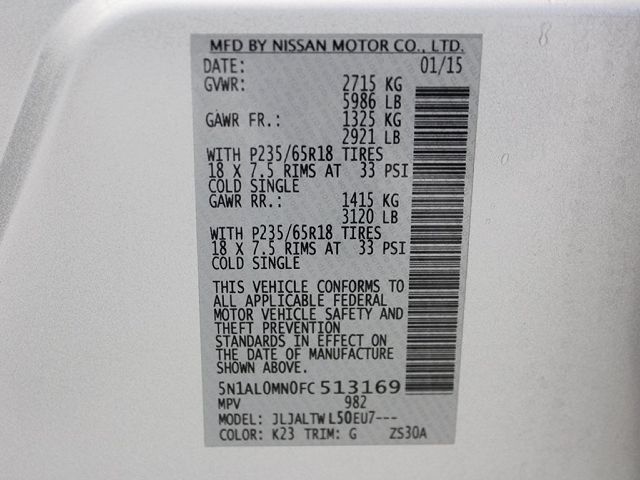 MFD BY NISSAN MOTOR CO., LTD.
DATE: 01/15
GVWR: 2715 KG
5986 LB
GAWR FR.: 1325 KG
2921 LB
WITH P235/65R18 TIRES
18 X 7.5 RIMS AT 33 PSI
COLD SINGLE
GAWR RR.: 1415 KG
3120 LB
WITH P235/65R18 TIRES
18 X 7.5 RIMS AT 33 PSI
COLD SINGLE
THIS VEHICLE CONFORMS TO
ALL APPLICABLE FEDERAL
MOTOR VEHICLE SAFETY AND
THEFT PREVENTION
STANDARDS IN EFFECT ON
THE DATE OF MANUFACTURE
SHOWN ABOVE.
5N1AL0MN0FC513169
MPV 982
MODEL: JLJALTWL50EU7---
COLOR: K23 TRIM: G ZS30A